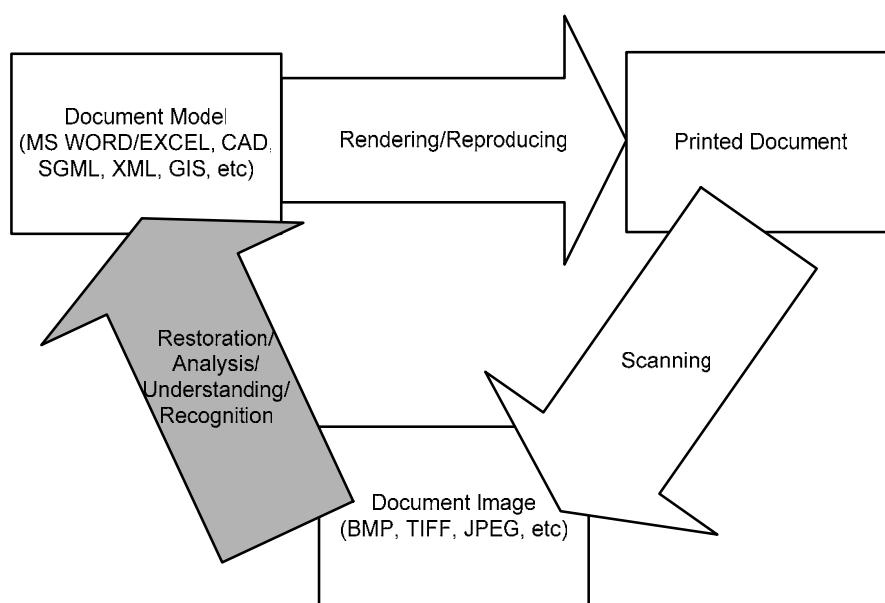 Document Model
(MS WORD/EXCEL, CAD,
SGML, XML, GIS, etc)
Rendering/Reproducing
Printed Document
Scanning
Restoration/
Analysis/
Understanding/
Recognition
Document Image
(BMP, TIFF, JPEG, etc)